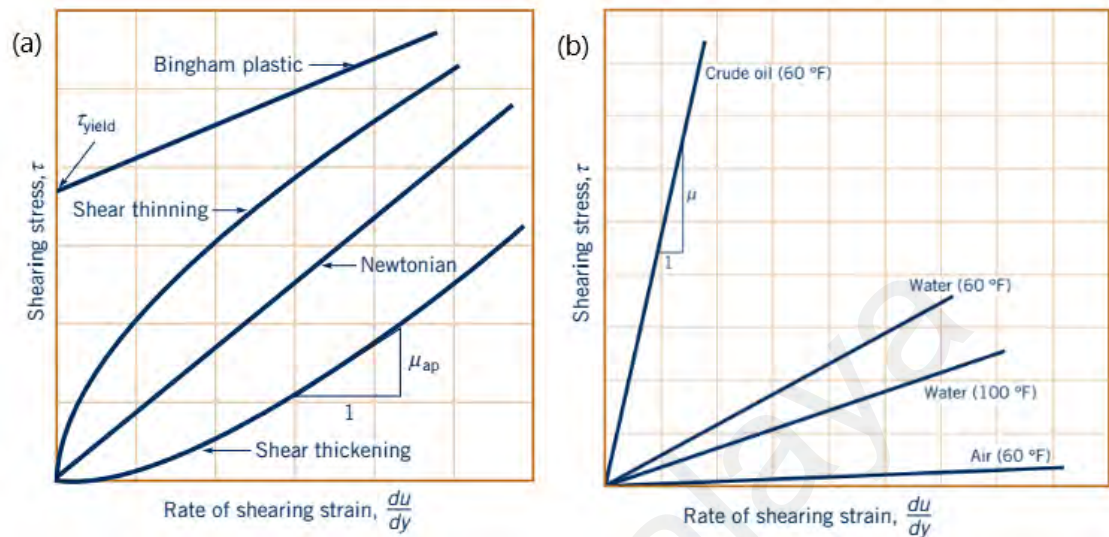 (a)
Bingham plastic
τyield
Shear thinning
Newtonian
μap
1
Shear thickening
Shearing stress, τ
Rate of shearing strain, du/dy
(b)
Crude oil (60 °F)
μ
1
Water (60 °F)
Water (100 °F)
Air (60 °F)
Shearing stress, τ
Rate of shearing strain, du/dy
alaya